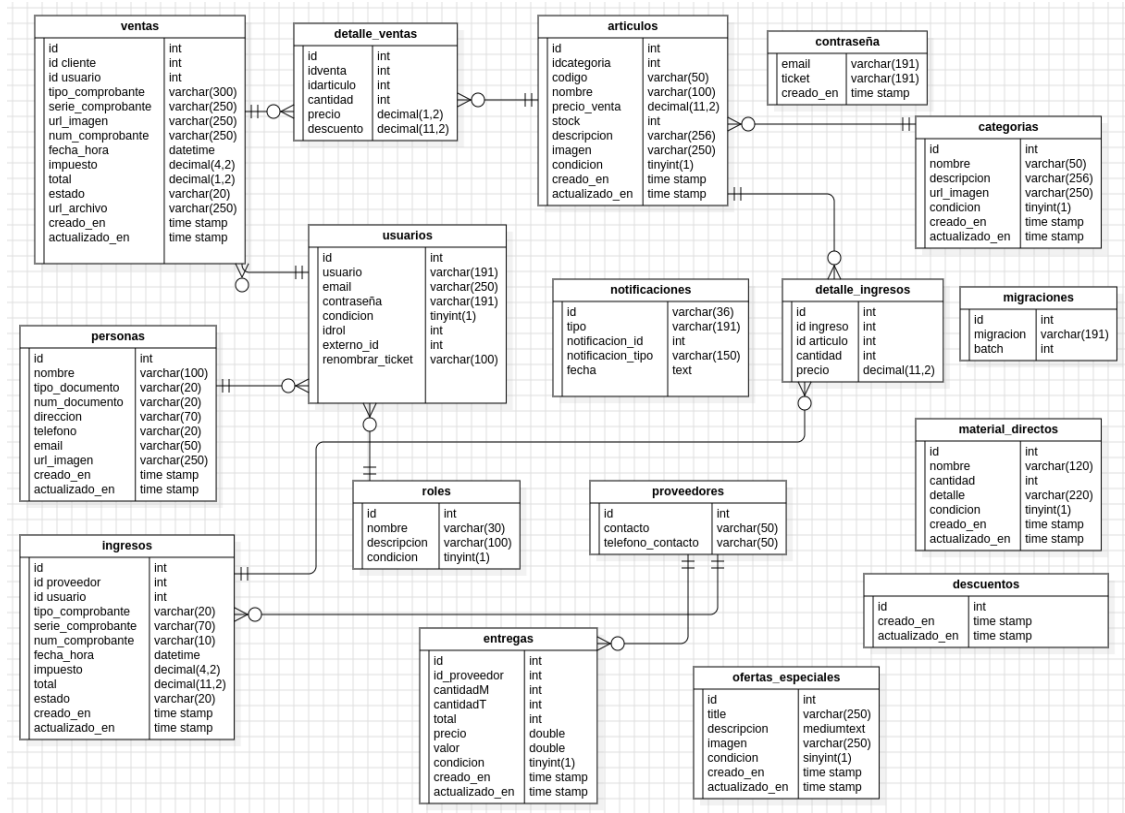 ventas
id int
id cliente int
id usuario int
tipo_comprobante varchar(300)
serie_comprobante varchar(250)
url_imagen varchar(250)
num_comprobante varchar(250)
fecha_hora datetime
impuesto decimal(4,2)
total decimal(1,2)
estado varchar(20)
url_archivo varchar(250)
creado_en time stamp
actualizado_en time stamp
detalle_ventas
id int
idventa int
idarticulo int
cantidad int
precio decimal(1,2)
descuento decimal(11,2)
articulos
id int
idcategoria int
codigo varchar(50)
nombre varchar(100)
precio_venta decimal(11,2)
stock int
descripcion varchar(256)
imagen varchar(250)
condicion tinyint(1)
creado_en time stamp
actualizado_en time stamp
contraseña
email varchar(191)
ticket varchar(191)
creado_en time stamp
categorias
id int
nombre varchar(50)
descripcion varchar(256)
url_imagen varchar(250)
condicion tinyint(1)
creado_en time stamp
actualizado_en time stamp
usuarios
id int
usuario varchar(191)
email varchar(250)
contraseña varchar(191)
condicion tinyint(1)
idrol int
externo_id int
renombrar_ticket varchar(100)
notificaciones
id varchar(36)
tipo varchar(191)
notificacion_id int
notificacion_tipo varchar(150)
fecha text
detalle_ingresos
id int
id ingreso int
id articulo int
cantidad int
precio decimal(11,2)
migraciones
id int
migracion varchar(191)
batch int
personas
id int
nombre varchar(100)
tipo_documento varchar(20)
num_documento varchar(20)
direccion varchar(70)
telefono varchar(20)
email varchar(50)
url_imagen varchar(250)
creado_en time stamp
actualizado_en time stamp
material_directos
id int
nombre varchar(120)
cantidad int
detalle varchar(220)
condicion tinyint(1)
creado_en time stamp
actualizado_en time stamp
roles
id int
nombre varchar(30)
descripcion varchar(100)
condicion tinyint(1)
proveedores
id int
contacto varchar(50)
telefono_contacto varchar(50)
ingresos
id int
id proveedor int
id usuario int
tipo_comprobante varchar(20)
serie_comprobante varchar(70)
num_comprobante varchar(10)
fecha_hora datetime
impuesto decimal(4,2)
total decimal(11,2)
estado varchar(20)
creado_en time stamp
actualizado_en time stamp
descuentos
id int
creado_en time stamp
actualizado_en time stamp
entregas
id int
id_proveedor int
cantidadM int
cantidadT int
total int
precio double
valor double
condicion tinyint(1)
creado_en time stamp
actualizado_en time stamp
ofertas_especiales
id int
title varchar(250)
descripcion mediumtext
imagen varchar(250)
condicion sinyint(1)
creado_en time stamp
actualizado_en time stamp